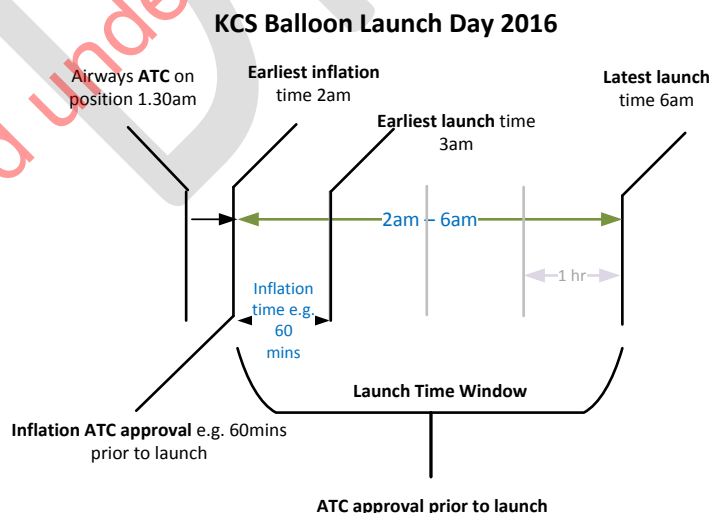 KCS Balloon Launch Day 2016
Airways ATC on
position 1.30am
Earliest inflation
time 2am
Earliest launch time
3am
Latest launch
time 6am
2am – 6am
1 hr
Inflation
time e.g.
60
mins
Launch Time Window
Inflation ATC approval e.g. 60mins
prior to launch
ATC approval prior to launch
d unde